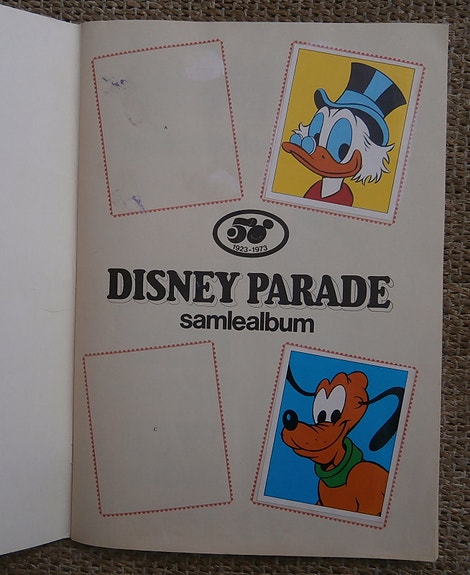 A
50
1923-1973
DISNEY PARADE
samlealbum
C